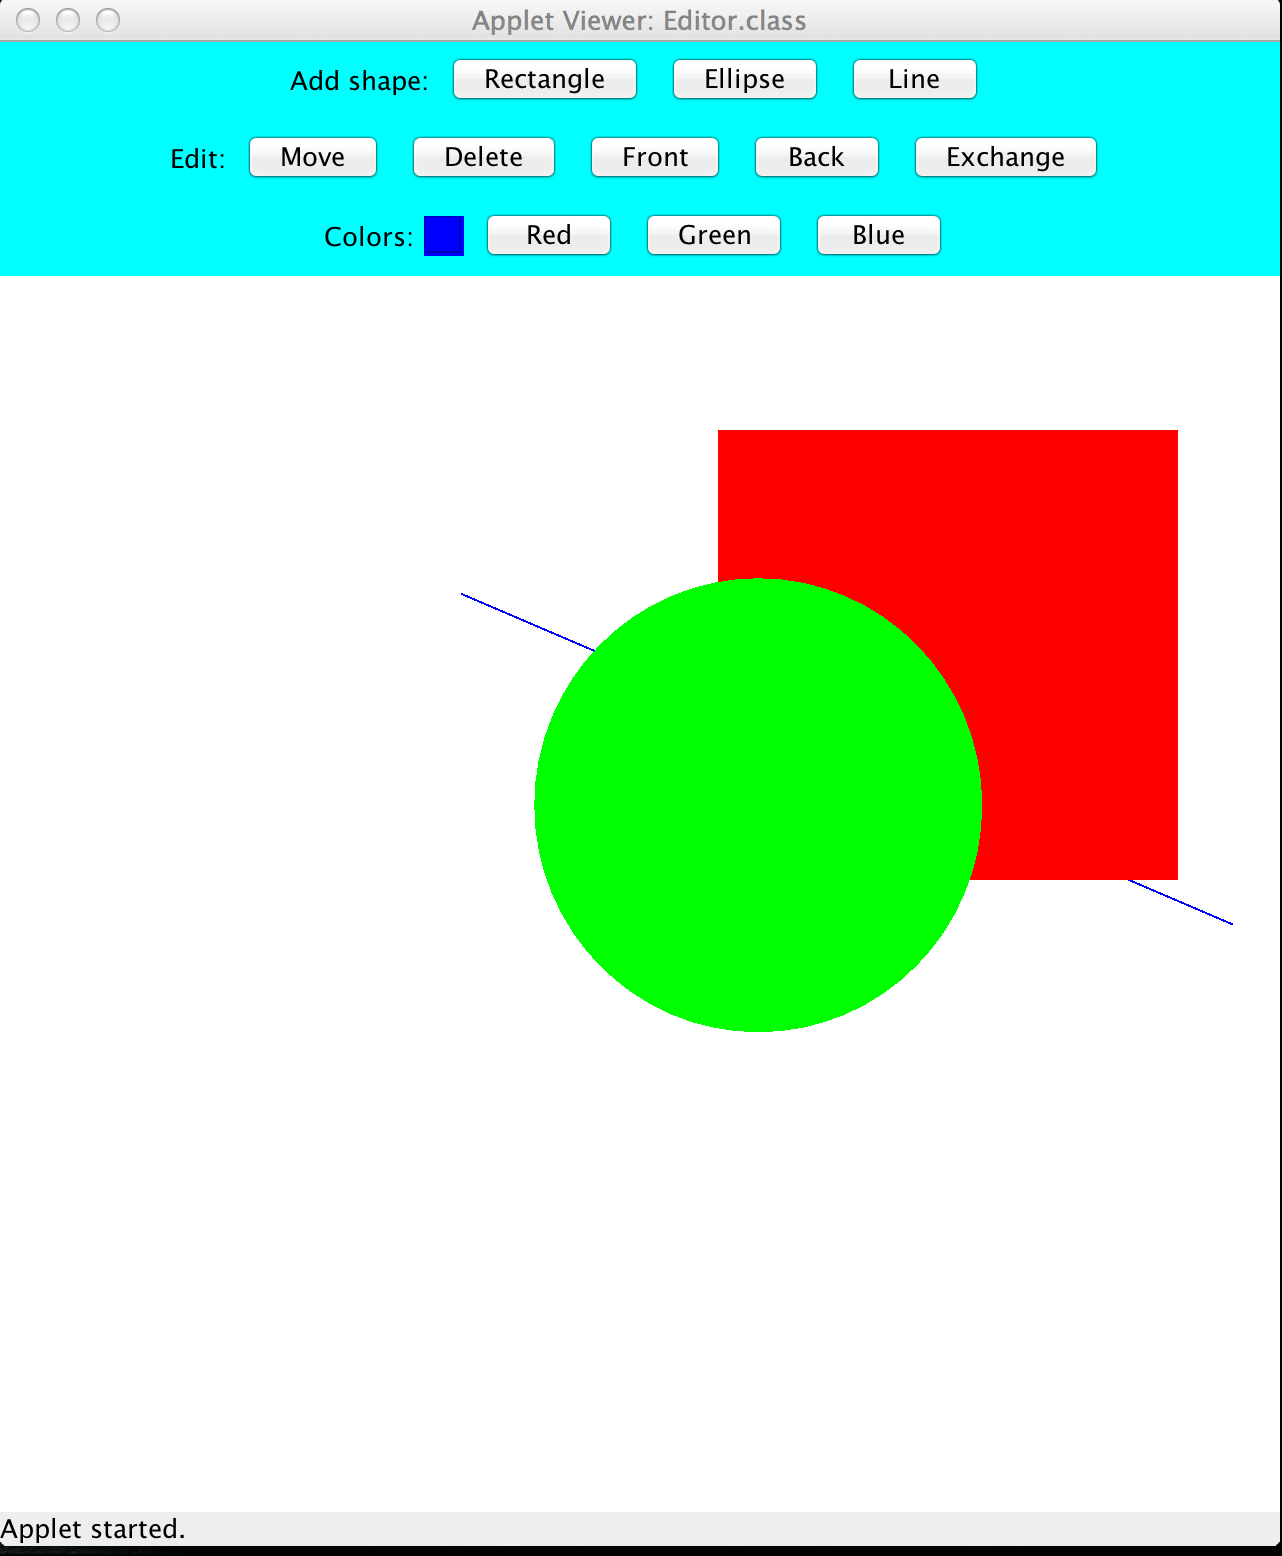 Applet Viewer: Editor.class
Add shape: Rectangle Ellipse Line
Edit: Move Delete Front Back Exchange
Colors: Red Green Blue
Applet started.